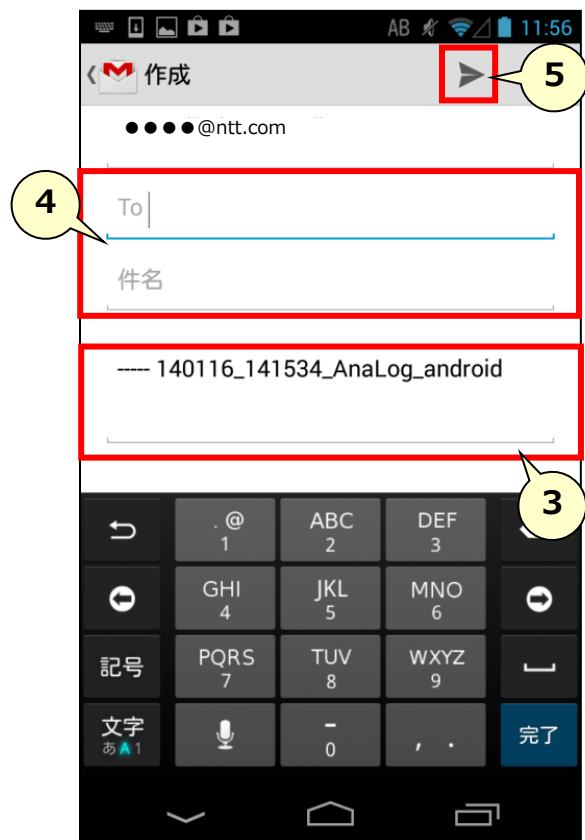 AB 11:56
作成
5
●●●●@ntt.com
4
To
件名
----- 140116_141534_AnaLog_android
3
. @
1
ABC
2
DEF
3
GHI
4
JKL
5
MNO
6
記号
PQRS
7
TUV
8
WXYZ
9
文字
あA1
-
0
, .
完了